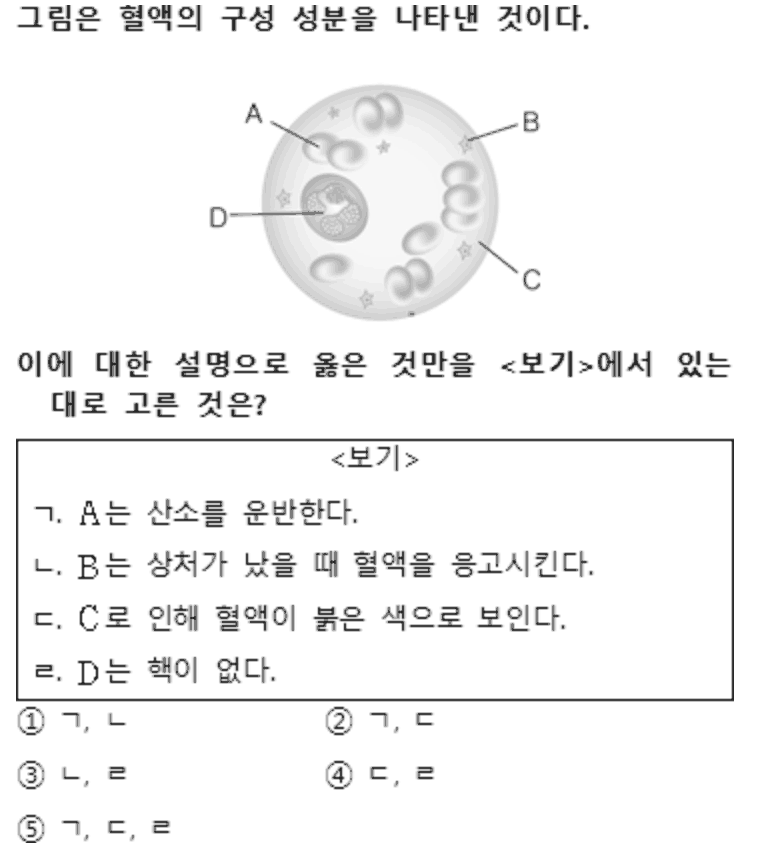 그림은 혈액의 구성 성분을 나타낸 것이다.
A
B
D
C
이에 대한 설명으로 옳은 것만을 <보기>에서 있는
대로 고른 것은?
<보기>
ㄱ. A는 산소를 운반한다.
ㄴ. B는 상처가 났을 때 혈액을 응고시킨다.
ㄷ. C로 인해 혈액이 붉은 색으로 보인다.
ㄹ. D는 핵이 없다.
① ㄱ, ㄴ ② ㄱ, ㄷ
③ ㄴ, ㄹ ④ ㄷ, ㄹ
⑤ ㄱ, ㄷ, ㄹ